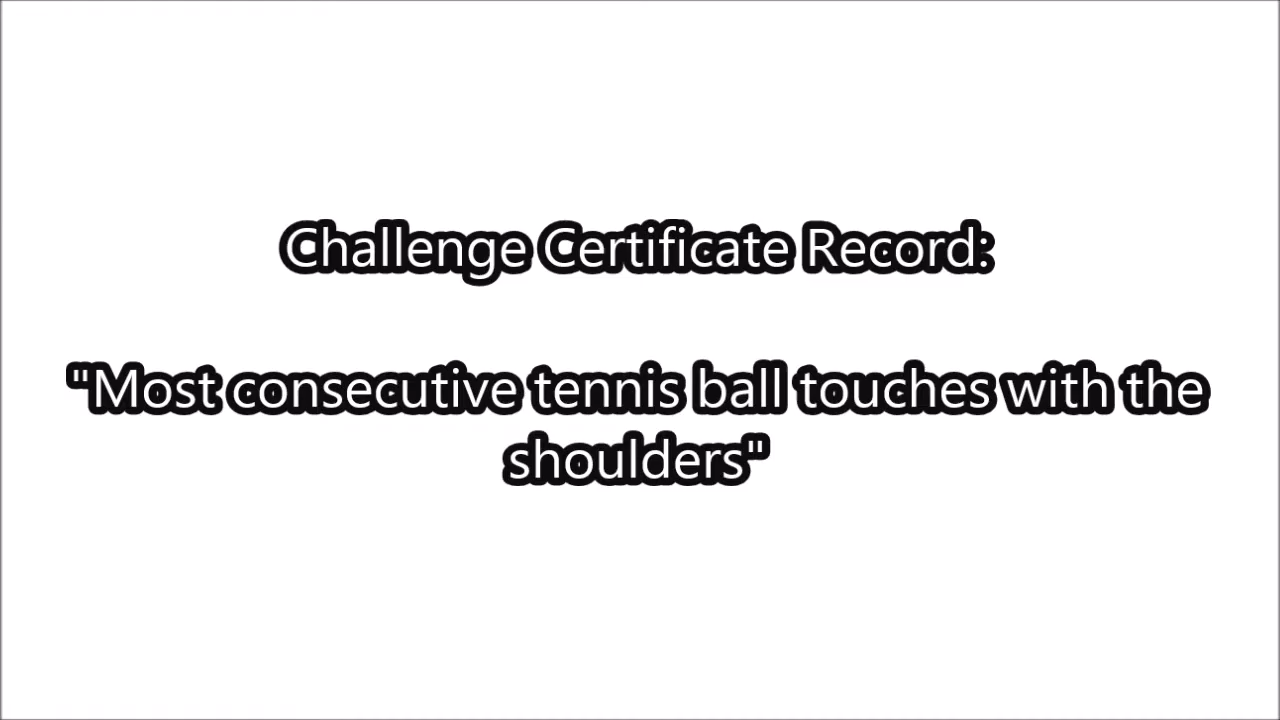 Challenge Certificate Record:
"Most consecutive tennis ball touches with the
shoulders"